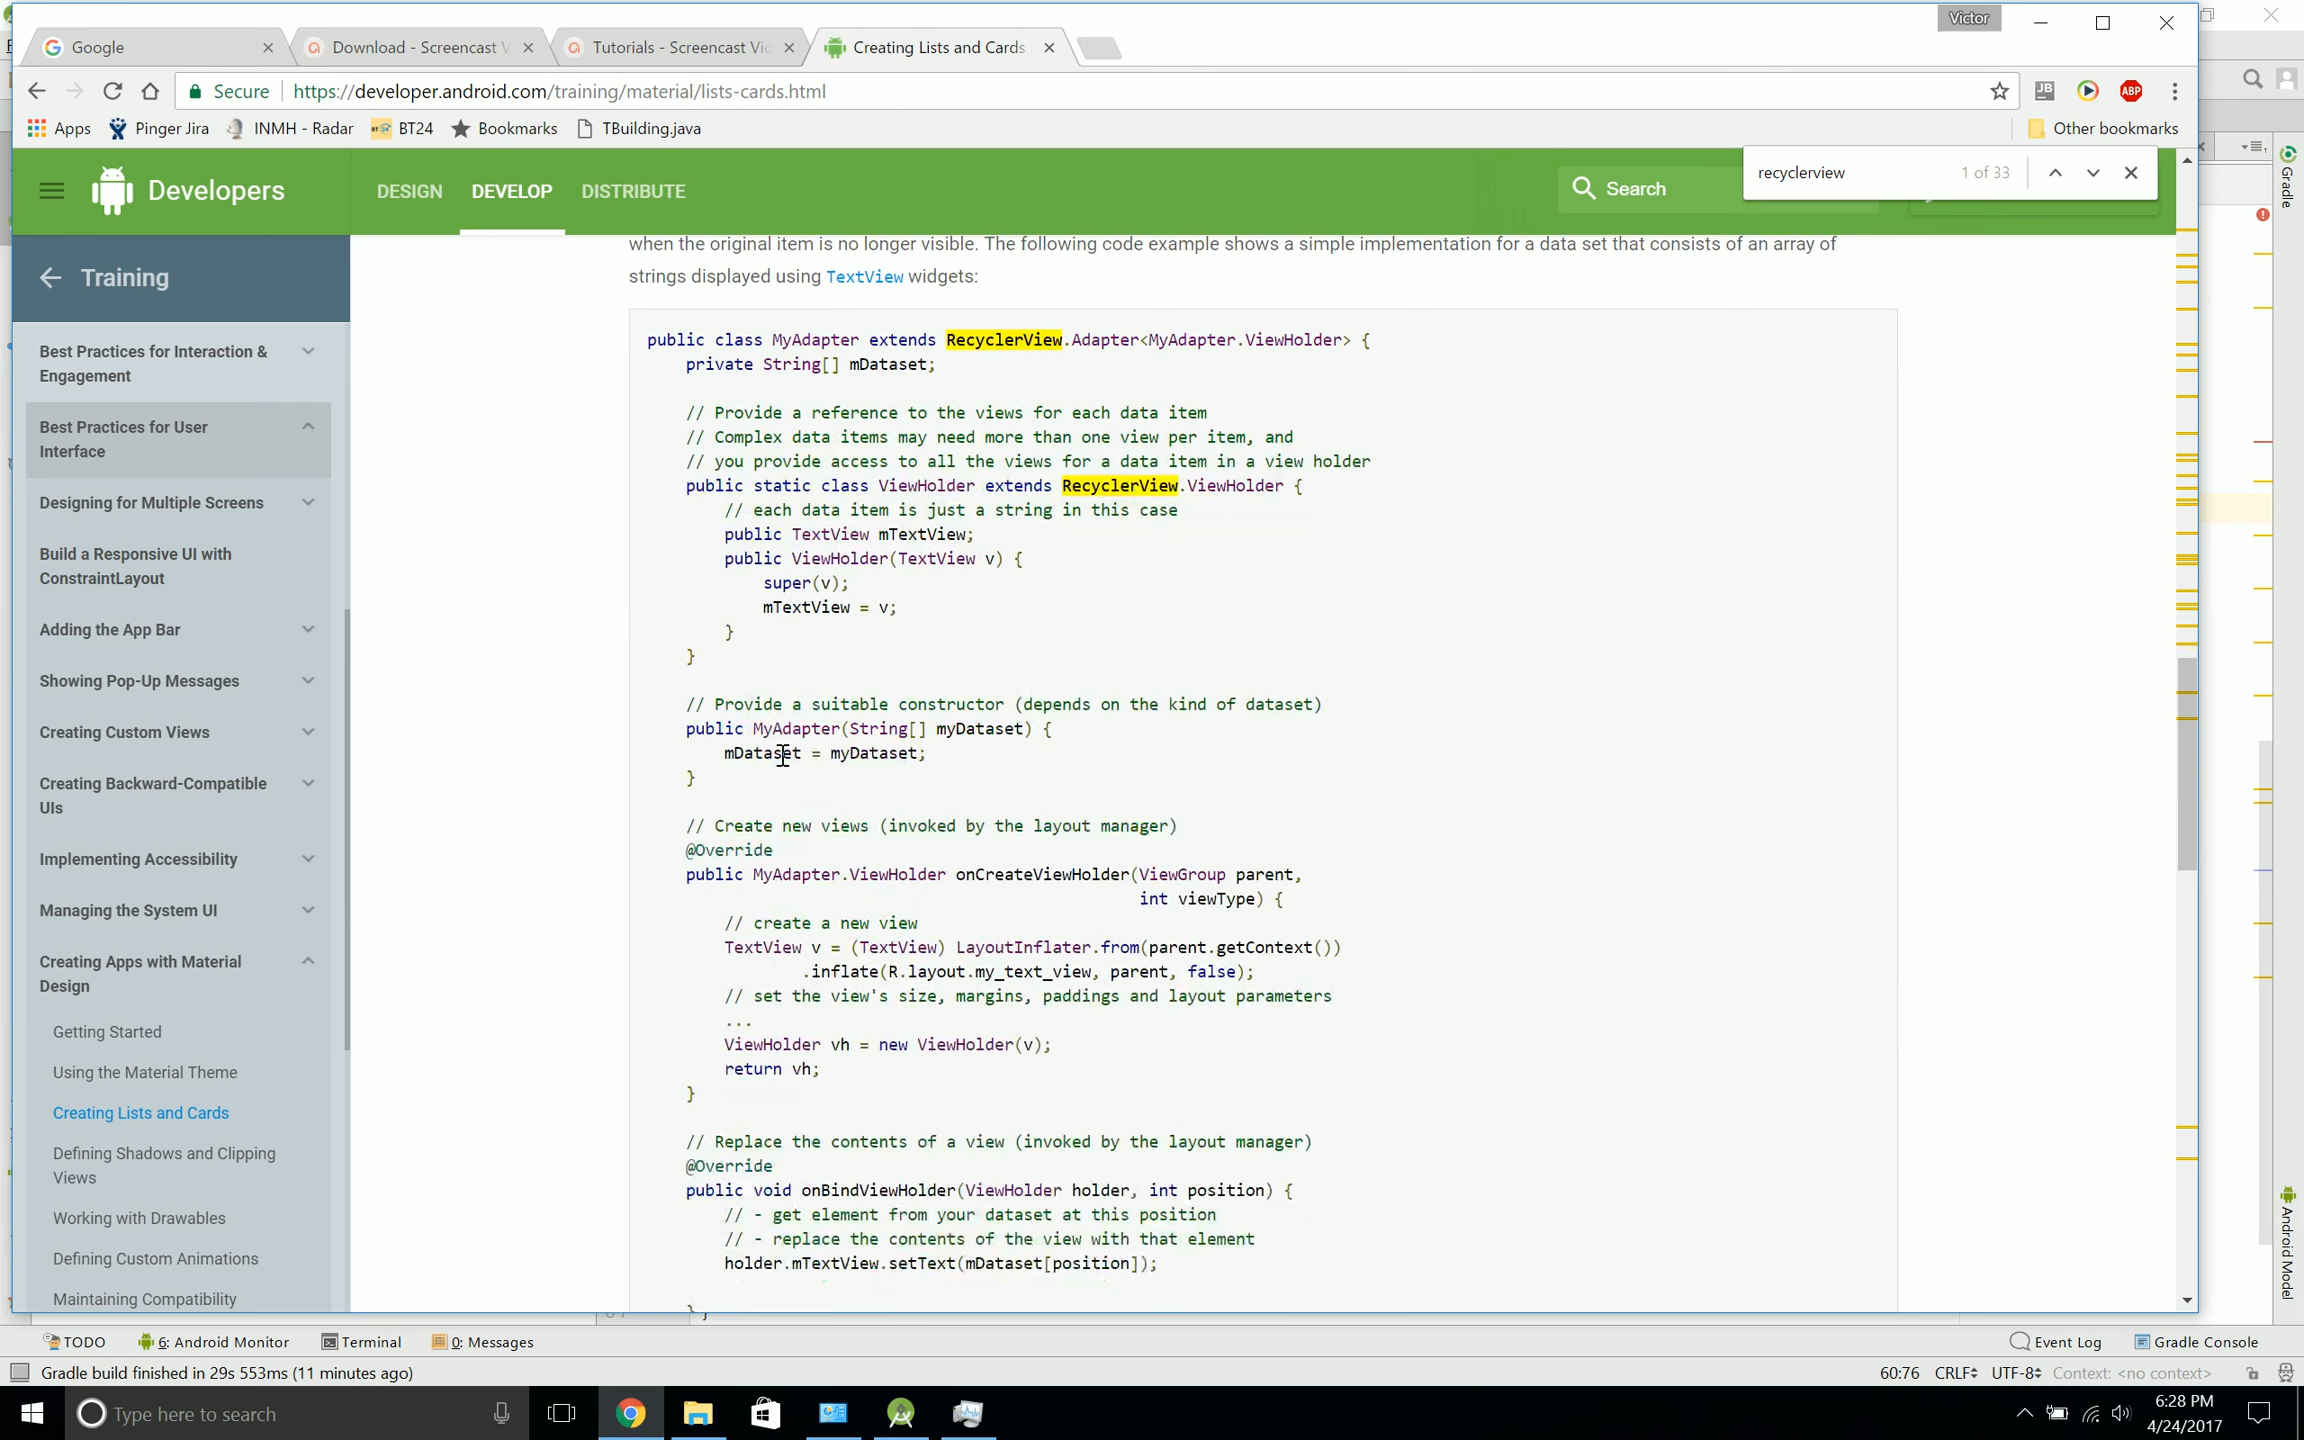 Victor
Google
Download - Screencast V
Tutorials - Screencast Vid
Creating Lists and Cards
Secure
https://developer.android.com/training/material/lists-cards.html
JB
ABP
Apps
Pinger Jira
INMH - Radar
BT24
Bookmarks
TBuilding.java
Other bookmarks
Developers
DESIGN
DEVELOP
DISTRIBUTE
Search
recyclerview
1 of 33
Gradle
Training
Best Practices for Interaction &
Engagement
Best Practices for User
Interface
Designing for Multiple Screens
Build a Responsive UI with
ConstraintLayout
Adding the App Bar
Showing Pop-Up Messages
Creating Custom Views
Creating Backward-Compatible
UIs
Implementing Accessibility
Managing the System UI
Creating Apps with Material
Design
Getting Started
Using the Material Theme
Creating Lists and Cards
Defining Shadows and Clipping
Views
Working with Drawables
Defining Custom Animations
Maintaining Compatibility
when the original item is no longer visible. The following code example shows a simple implementation for a data set that consists of an array of
strings displayed using TextView widgets:
public class MyAdapter extends RecyclerView.Adapter<MyAdapter.ViewHolder> {
private String[] mDataset;
// Provide a reference to the views for each data item
// Complex data items may need more than one view per item, and
// you provide access to all the views for a data item in a view holder
public static class ViewHolder extends RecyclerView.ViewHolder {
// each data item is just a string in this case
public TextView mTextView;
public ViewHolder(TextView v) {
super(v);
mTextView = v;
}
}
// Provide a suitable constructor (depends on the kind of dataset)
public MyAdapter(String[] myDataset) {
mDataset = myDataset;
}
// Create new views (invoked by the layout manager)
@Override
public MyAdapter.ViewHolder onCreateViewHolder(ViewGroup parent,
int viewType) {
// create a new view
TextView v = (TextView) LayoutInflater.from(parent.getContext())
.inflate(R.layout.my_text_view, parent, false);
// set the view's size, margins, paddings and layout parameters
...
ViewHolder vh = new ViewHolder(v);
return vh;
}
// Replace the contents of a view (invoked by the layout manager)
@Override
public void onBindViewHolder(ViewHolder holder, int position) {
// - get element from your dataset at this position
// - replace the contents of the view with that element
holder.mTextView.setText(mDataset[position]);
}
Android Model
TODO
6: Android Monitor
Terminal
0: Messages
Event Log
Gradle Console
Gradle build finished in 29s 553ms (11 minutes ago)
60:76 CRLF UTF-8 Context: <no context>
Type here to search
6:28 PM
4/24/2017